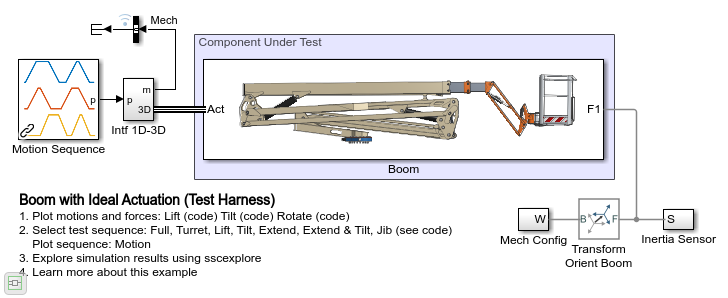 Mech
Component Under Test
m
p
p
3D
Act
F1
Intf 1D-3D
Motion Sequence
Boom
Boom with Ideal Actuation (Test Harness)
1. Plot motions and forces: Lift (code) Tilt (code) Rotate (code)
2. Select test sequence: Full, Turret, Lift, Tilt, Extend, Extend & Tilt, Jib (see code)
Plot sequence: Motion
3. Explore simulation results using sscexplore
4. Learn more about this example
W
B
F
S
Mech Config
Transform
Orient Boom
Inertia Sensor